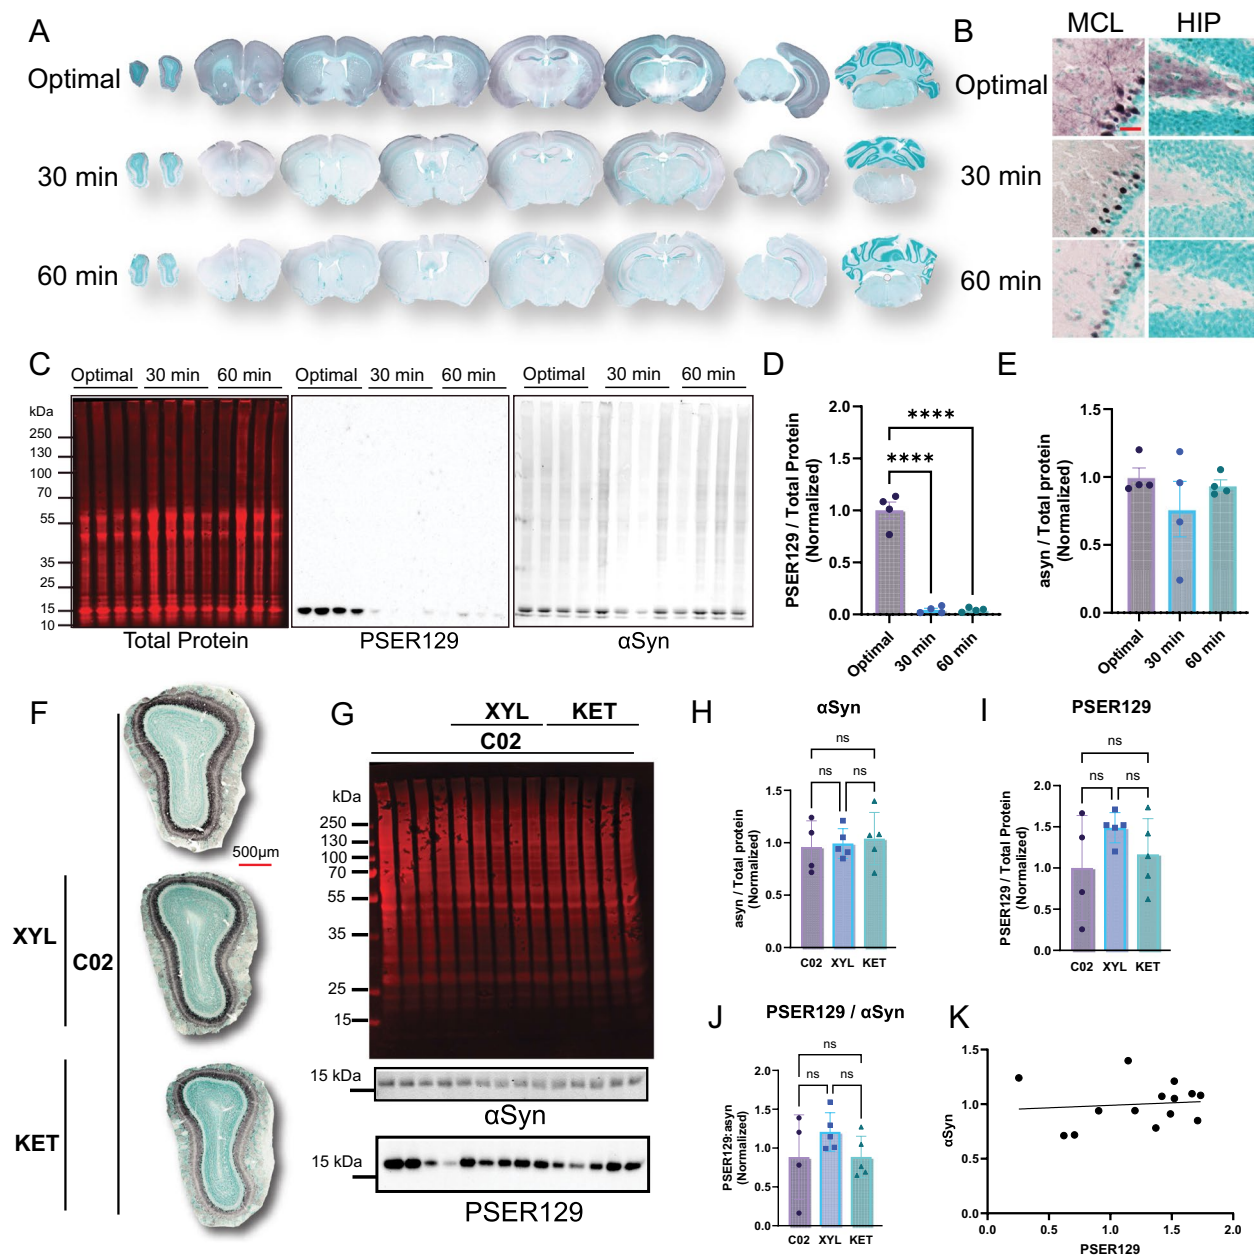 A
Optimal
30 min
60 min
B
MCL HIP
Optimal
30 min
60 min
C
Optimal 30 min 60 min
Optimal 30 min 60 min
Optimal 30 min 60 min
kDa
250
130
100
70
55
35
25
15
10
Total Protein
PSER129
αSyn
D
PSER129 / Total Protein
(Normalized)
2.0
1.5
1.0
0.5
0.0
****
****
Optimal
30 min
60 min
E
asyn / Total protein
(Normalized)
1.5
1.0
0.5
0.0
Optimal
30 min
60 min
F
500µm
XYL
C02
KET
G
XYL KET
C02
kDa
250
130
100
70
55
35
25
15
15 kDa
αSyn
15 kDa
PSER129
H
αSyn
asyn / Total protein
(Normalized)
ns
ns ns
1.5
1.0
0.5
0.0
C02 XYL KET
I
PSER129
PSER129 / Total Protein
(Normalized)
ns
ns ns
2.0
1.5
1.0
0.5
0.0
C02 XYL KET
J
PSER129 / αSyn
PSER129:asyn
(Normalized)
ns
ns ns
2.0
1.5
1.0
0.5
0.0
C02 XYL KET
K
αSyn
1.5
1.0
0.5
0.0
0.0 0.5 1.0 1.5 2.0
PSER129